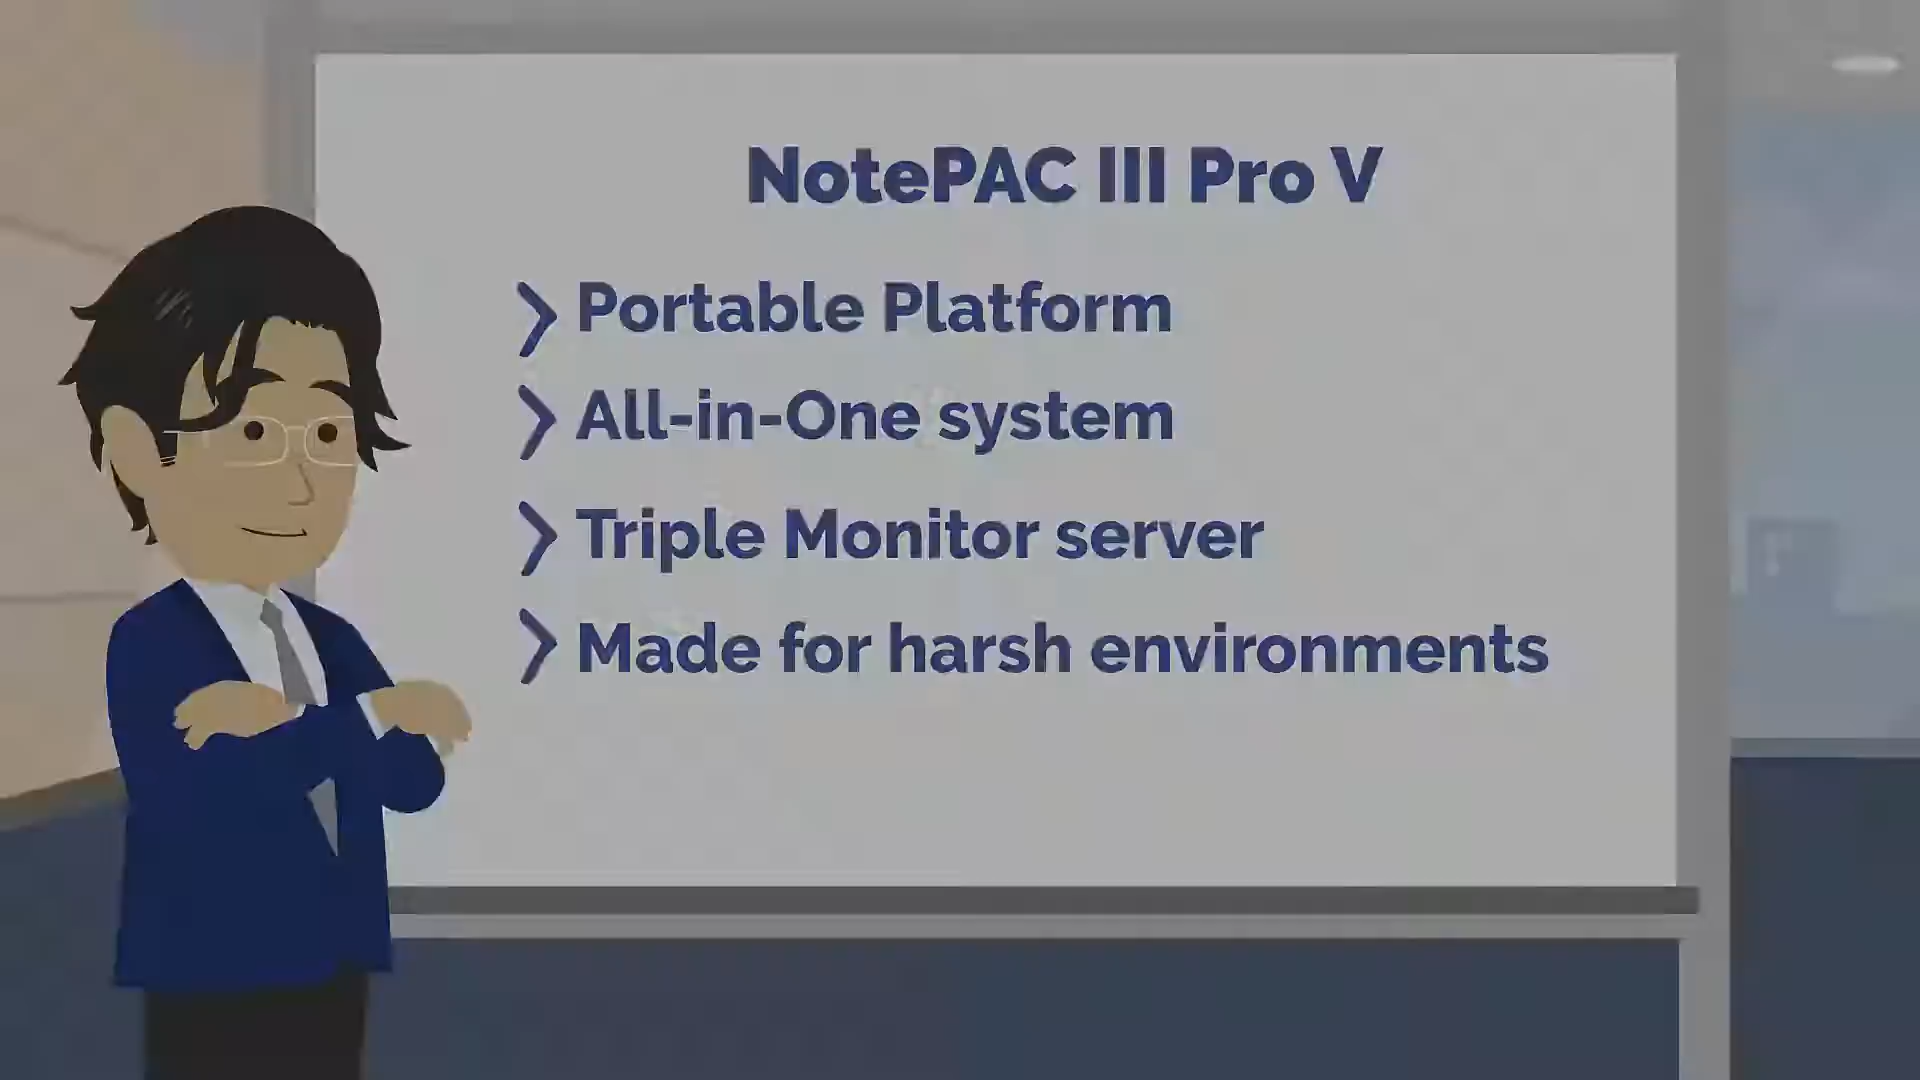 NotePAC III Pro V
Portable Platform
All-in-One system
Triple Monitor server
Made for harsh environments